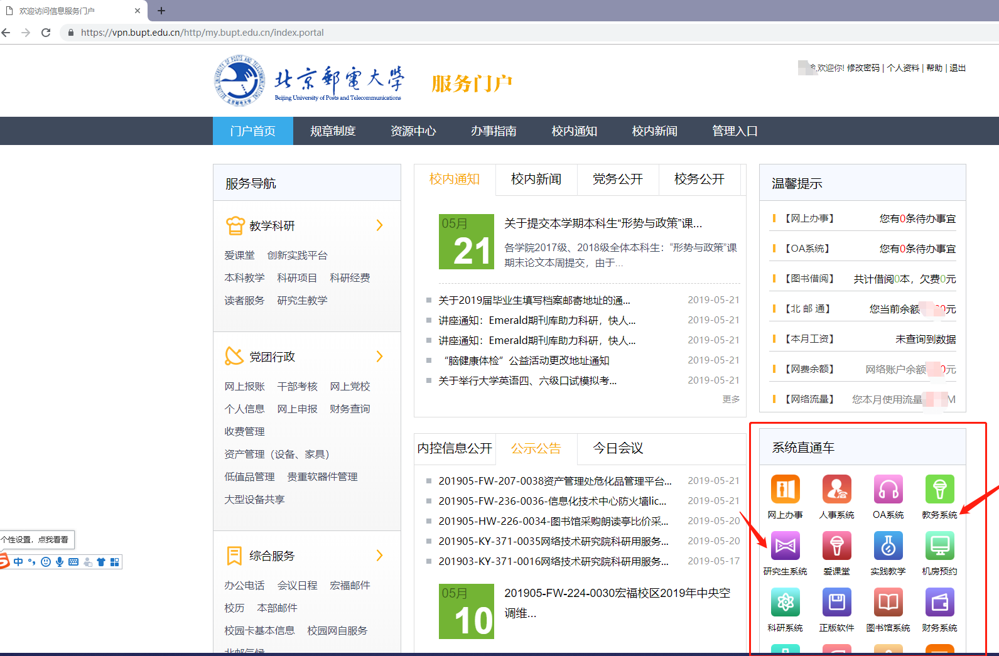 欢迎访问信息服务门户
https://vpn.bupt.edu.cn/http/my.bupt.edu.cn/index.portal
北京郵電大學
Beijing University of Posts and Telecommunications
服务门户
,欢迎你! 修改密码 | 个人资料 | 帮助 | 退出
门户首页 规章制度 资源中心 办事指南 校内通知 校内新闻 管理入口
服务导航
教学科研
爱课堂 创新实践平台
本科教学 科研项目 科研经费
读者服务 研究生教学
党团行政
网上报账 干部考核 网上党校
个人信息 网上申报 财务查询
收费管理
资产管理（设备、家具）
低值品管理 贵重软器件管理
大型设备共享
综合服务
办公电话 会议日程 宏福邮件
校历 本部邮件
校园卡基本信息 校园网自服务
北邮气候
校内通知 校内新闻 党务公开 校务公开
05月
21
关于提交本学期本科生“形势与政策”课...
各学院2017级、2018级全体本科生：“形势与政策”课
期末论文本周提交，由于...
关于2019届毕业生填写档案邮寄地址的通... 2019-05-21
讲座通知：Emerald期刊库助力科研，快人... 2019-05-21
讲座通知：Emerald期刊库助力科研，快人... 2019-05-21
“脑健康体检”公益活动更改地址通知 2019-05-21
关于举行大学英语四、六级口试模拟考... 2019-05-21
更多
内控信息公开 公示公告 今日会议
201905-FW-207-0038资产管理处危化品管理平台... 2019-05-21
201905-FW-236-0036-信息化技术中心防火墙lic... 2019-05-21
201905-HW-226-0034-图书馆采购朗读亭比价采... 2019-05-20
201905-KY-371-0035网络技术研究院科研用服务... 2019-05-20
201903-KY-371-0016网络技术研究院科研用服务... 2019-05-17
05月
10
201905-FW-224-0030宏福校区2019年中央空
调维...
温馨提示
【网上办事】 您有0条待办事宜
【OA系统】 您有0条待办事宜
【图书借阅】 共计借阅0本，欠费0元
【北 邮 通】 您当前余额 元
【本月工资】 未查询到数据
【网费余额】 网络账户余额 0元
【网络流量】 您本月使用流量 M
系统直通车
网上办事 人事系统 OA系统 教务系统
研究生系统 爱课堂 实践教学 机房预约
科研系统 正版软件 图书馆系统 财务系统
个性设置，点我看看
中